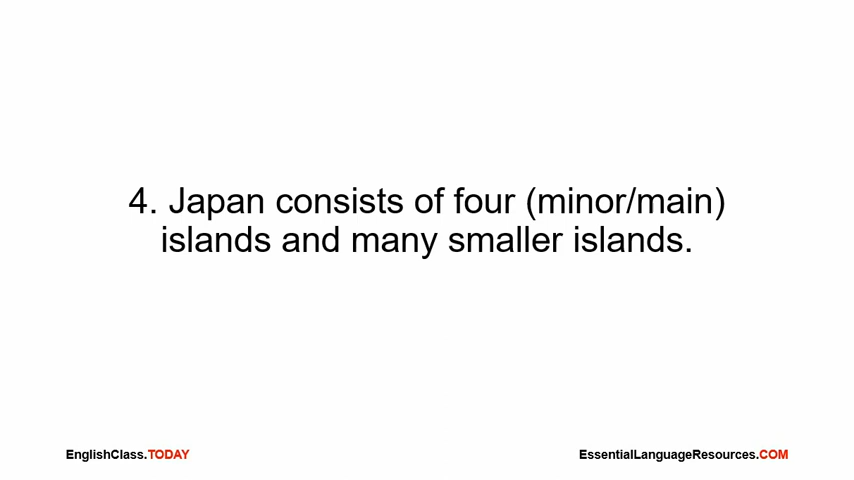 4. Japan consists of four (minor/main)
islands and many smaller islands.
EnglishClass.TODAY
EssentialLanguageResources.COM